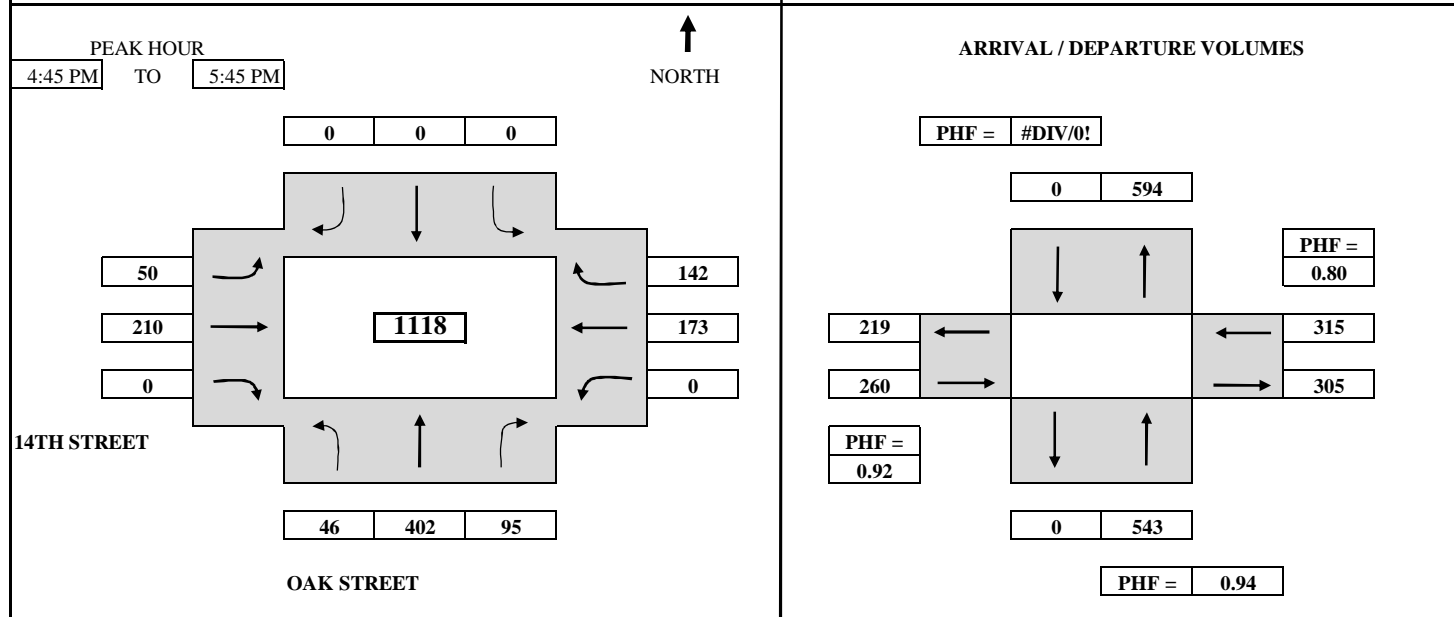 PEAK HOUR
4:45 PM TO 5:45 PM
NORTH
0 0 0
50
210
0
1118
142
173
0
14TH STREET
46 402 95
OAK STREET
ARRIVAL / DEPARTURE VOLUMES
PHF = #DIV/0!
0 594
PHF =
0.80
219
260
315
305
PHF =
0.92
0 543
PHF = 0.94